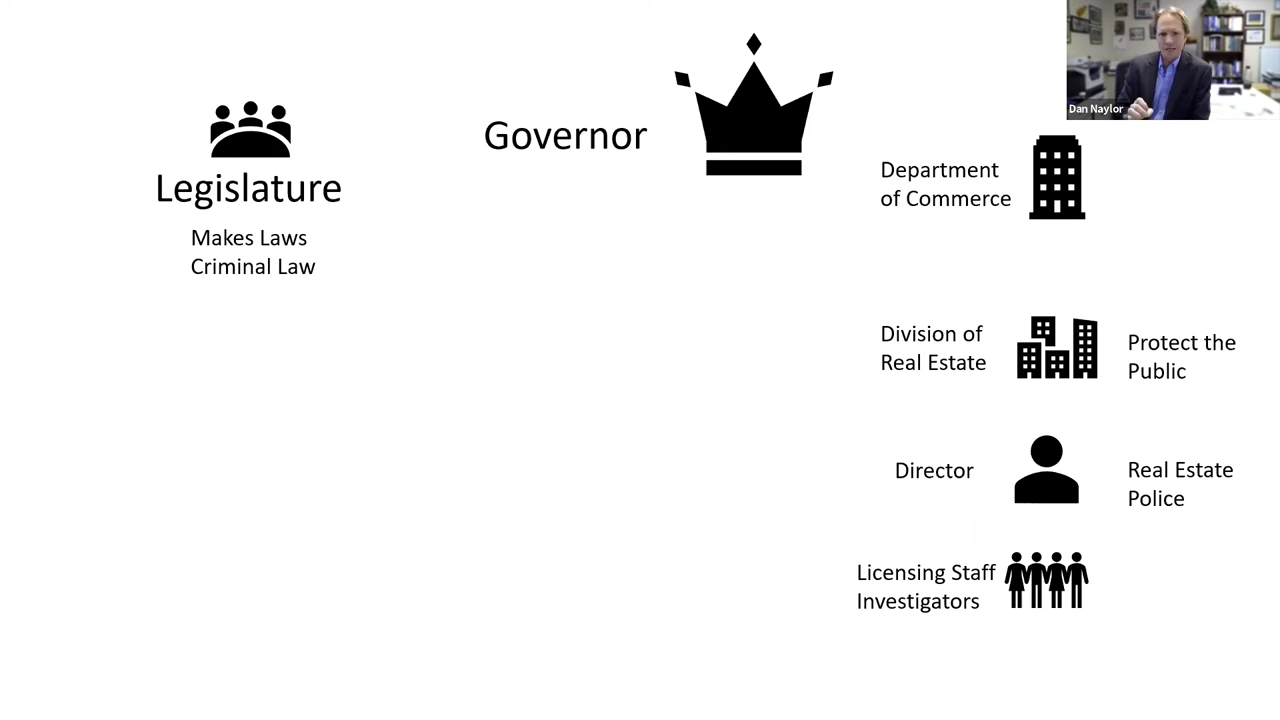 Governor
Dan Naylor
Legislature
Makes Laws
Criminal Law
Department
of Commerce
Division of
Real Estate
Protect the
Public
Director
Real Estate
Police
Licensing Staff
Investigators